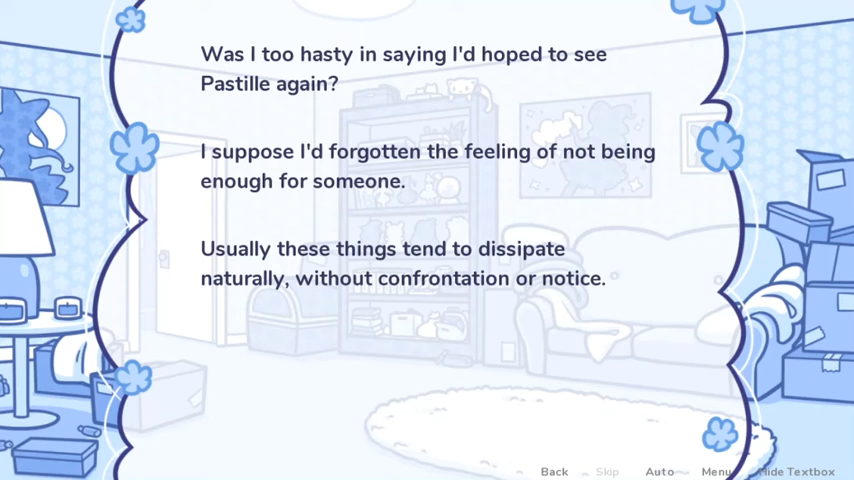 Was I too hasty in saying I'd hoped to see
Pastille again?
I suppose I'd forgotten the feeling of not being
enough for someone.
Usually these things tend to dissipate
naturally, without confrontation or notice.
Back
Skip
Auto
Menu
Hide Textbox